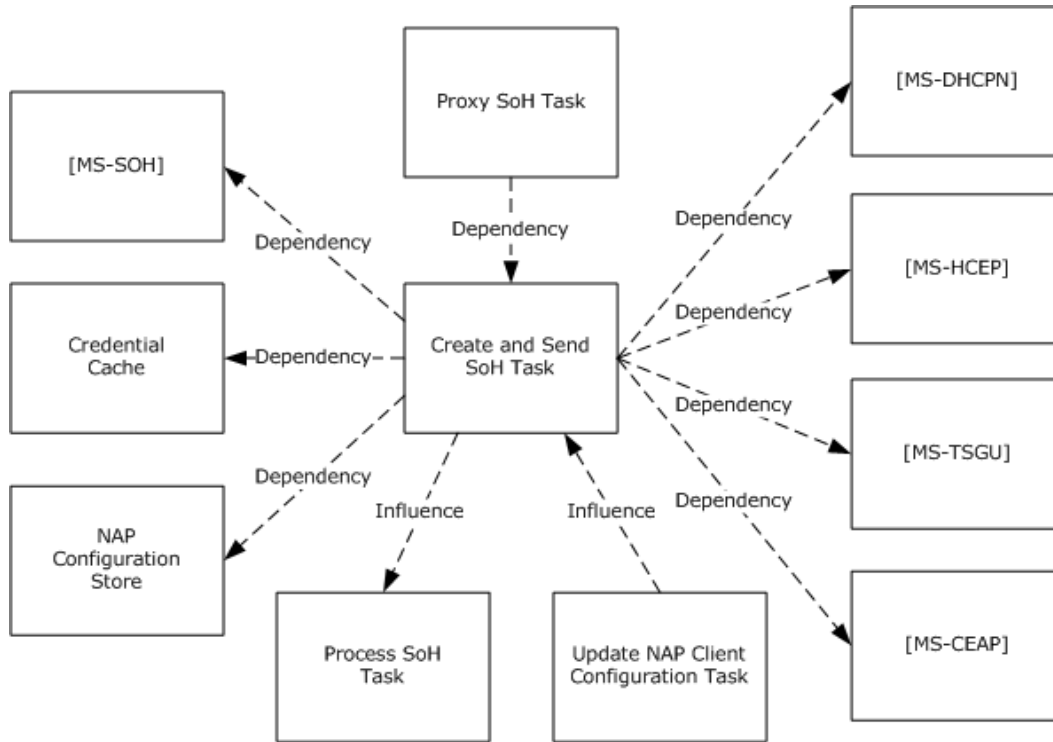 Proxy SoH Task
[MS-DHCPN]
[MS-SOH]
Dependency
Dependency
Dependency
[MS-HCEP]
Dependency
Credential
Cache
Dependency
Create and Send
SoH Task
Dependency
[MS-TSGU]
Dependency
Dependency
NAP
Configuration
Store
Influence
Influence
Process SoH
Task
Update NAP Client
Configuration Task
[MS-CEAP]